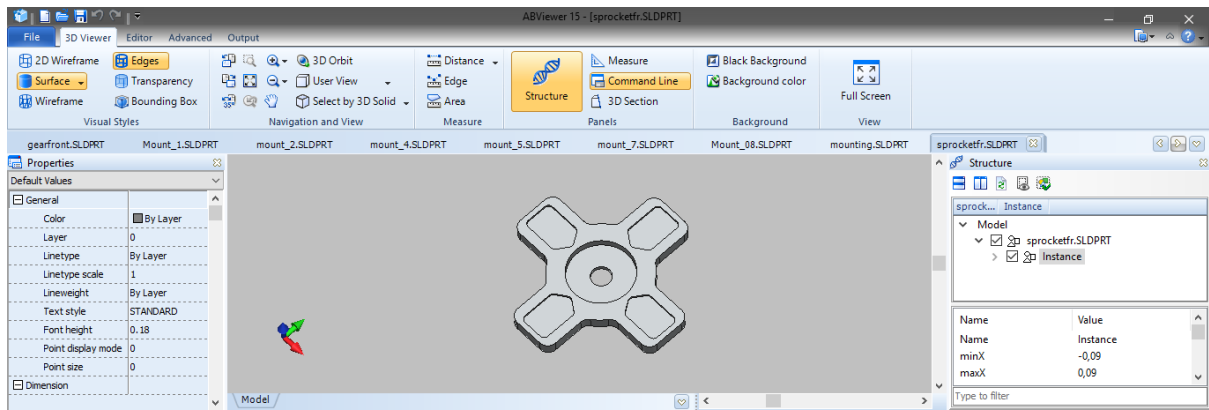 ABViewer 15 - [sprocketfr.SLDPRT]
File 3D Viewer Editor Advanced Output
2D Wireframe Edges 3D Orbit Distance Structure Measure Black Background Full Screen
Surface Transparency User View Edge Command Line Background color
Wireframe Bounding Box Select by 3D Solid Area 3D Section
Visual Styles Navigation and View Measure Panels Background View
gearfront.SLDPRT Mount_1.SLDPRT mount_2.SLDPRT mount_4.SLDPRT mount_5.SLDPRT mount_7.SLDPRT Mount_08.SLDPRT mounting.SLDPRT sprocketfr.SLDPRT
Properties
Default Values
General
Color By Layer
Layer 0
Linetype By Layer
Linetype scale 1
Lineweight By Layer
Text style STANDARD
Font height 0.18
Point display mode 0
Point size 0
Dimension
Model
Structure
sprock... Instance
Model
sprocketfr.SLDPRT
Instance
Name Value
Name Instance
minX -0,09
maxX 0,09
Type to filter